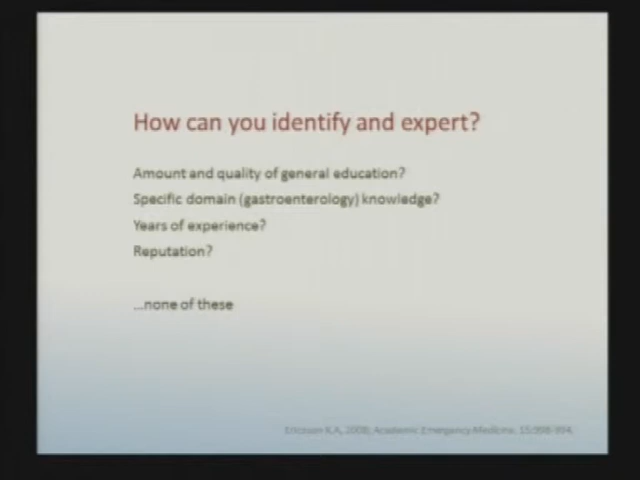 How can you identify and expert?
Amount and quality of general education?
Specific domain (gastroenterology) knowledge?
Years of experience?
Reputation?
...none of these
Ericsson K.A, 2008; Academic Emergency Medicine. 15:988-994.